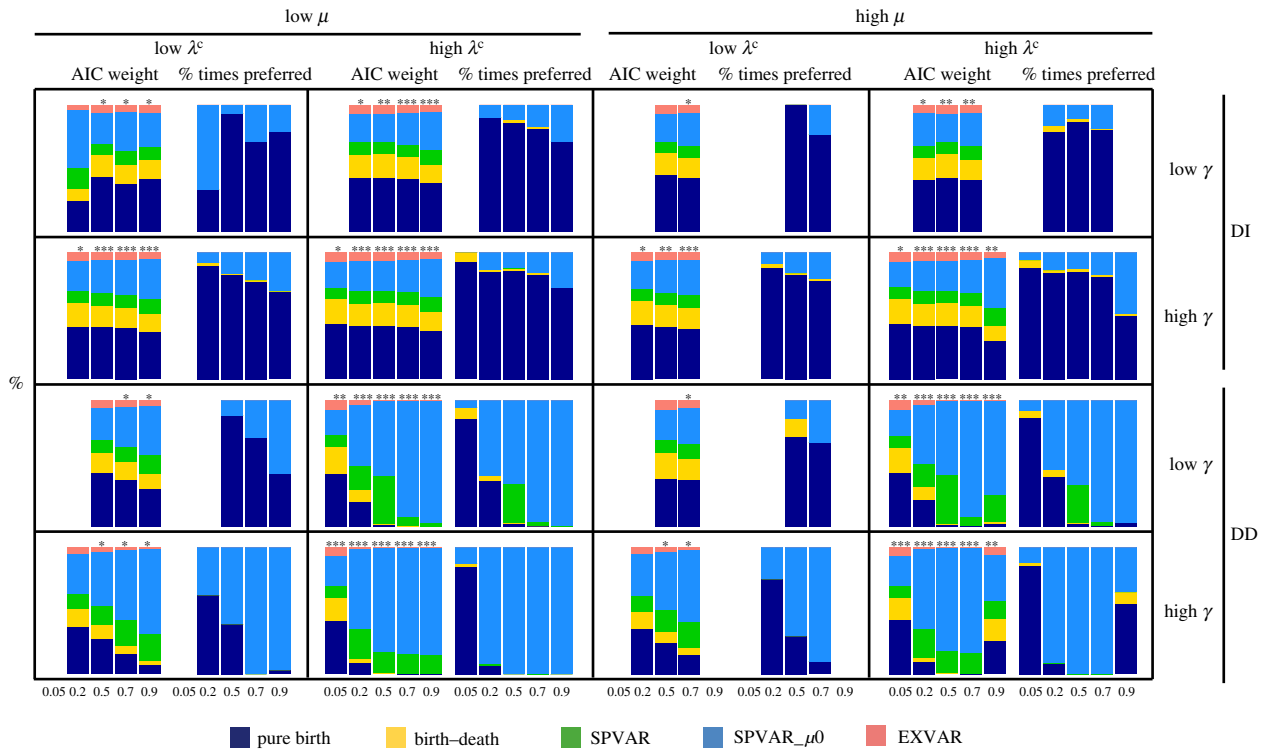 low μ high μ
low λᶜ high λᶜ low λᶜ high λᶜ
AIC weight % times preferred AIC weight % times preferred AIC weight % times preferred AIC weight % times preferred
* * * * ** *** *** * * ** **
low γ
DI
* *** *** *** * *** *** *** *** * ** *** * *** *** *** **
high γ
%
* * ** *** *** *** *** * ** *** *** *** ***
low γ
DD
* * * *** *** *** *** *** * * *** *** *** *** **
high γ
0.05 0.2 0.5 0.7 0.9 0.05 0.2 0.5 0.7 0.9 0.05 0.2 0.5 0.7 0.9 0.05 0.2 0.5 0.7 0.9 0.05 0.2 0.5 0.7 0.9 0.05 0.2 0.5 0.7 0.9 0.05 0.2 0.5 0.7 0.9 0.05 0.2 0.5 0.7 0.9
pure birth birth–death SPVAR SPVAR_μ0 EXVAR